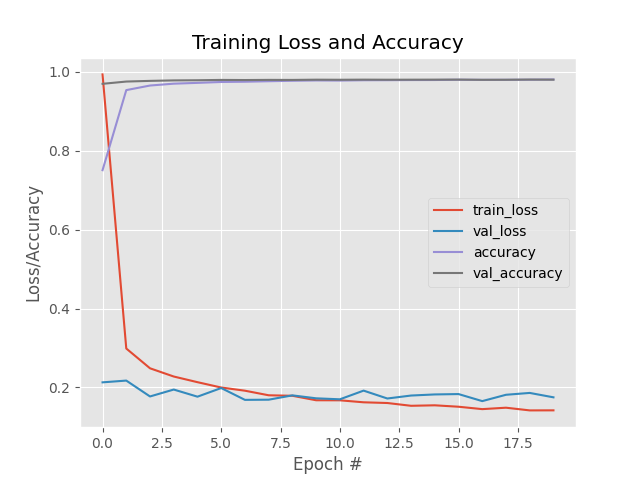 Training Loss and Accuracy
Loss/Accuracy
1.0
0.8
0.6
0.4
0.2
train_loss
val_loss
accuracy
val_accuracy
0.0 2.5 5.0 7.5 10.0 12.5 15.0 17.5
Epoch #